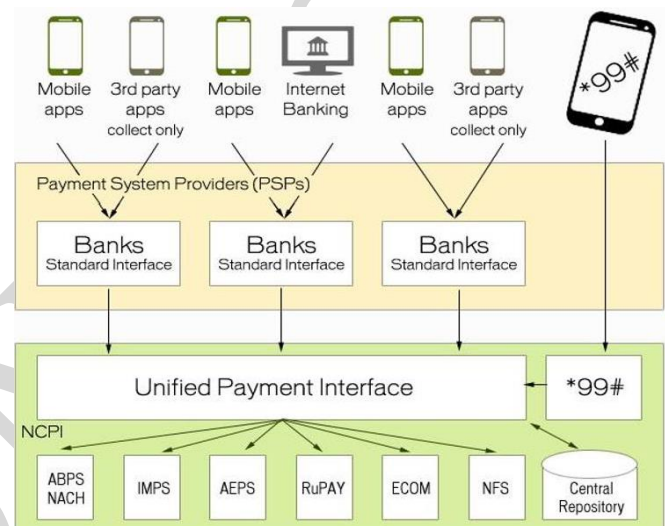 *99#
Mobile apps
3rd party apps collect only
Mobile apps
Internet Banking
Mobile apps
3rd party apps collect only
Payment System Providers (PSPs)
Banks
Standard Interface
Banks
Standard Interface
Banks
Standard Interface
Unified Payment Interface
*99#
NCPI
ABPS
NACH
IMPS
AEPS
RuPAY
ECOM
NFS
Central
Repository